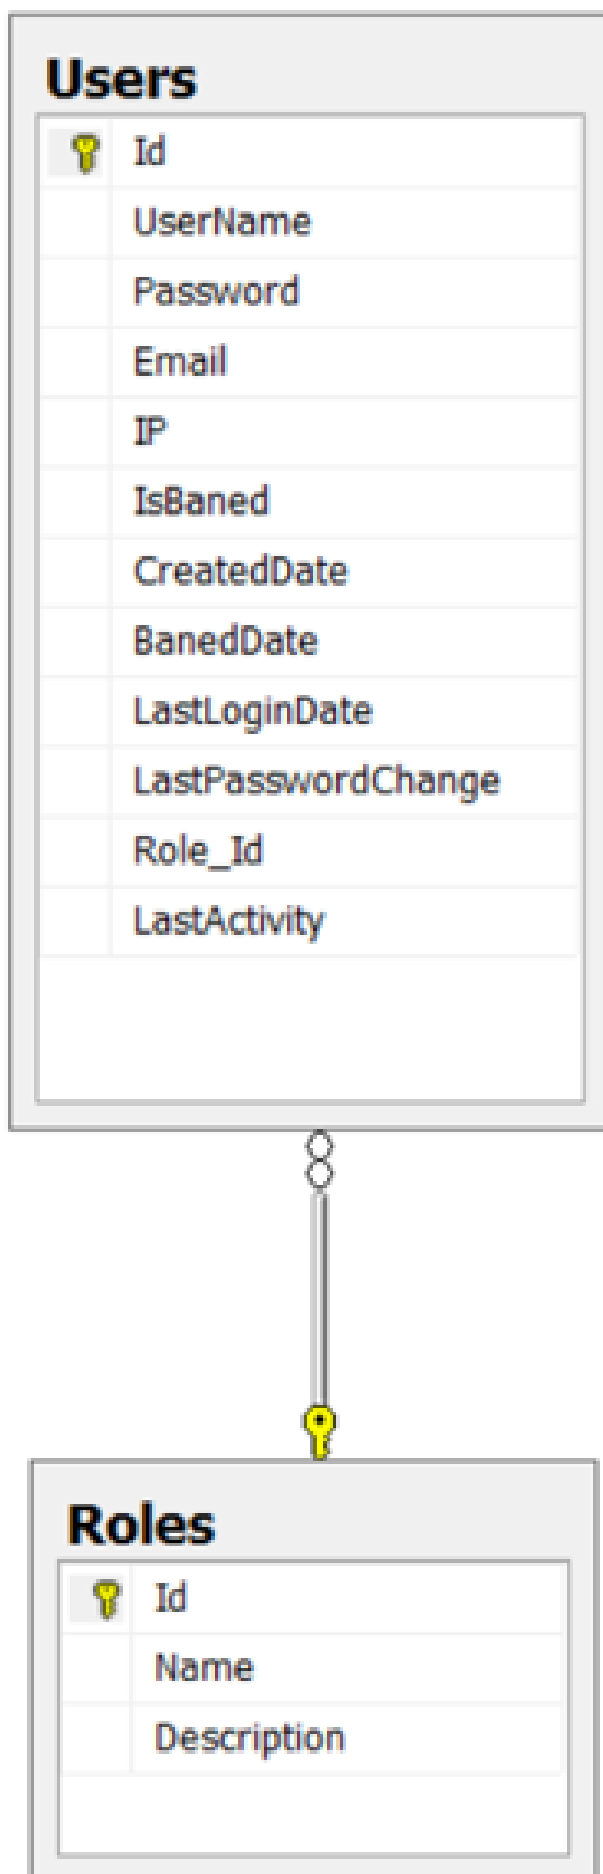 Users
Id
UserName
Password
Email
IP
IsBaned
CreatedDate
BanedDate
LastLoginDate
LastPasswordChange
Role_Id
LastActivity
Roles
Id
Name
Description